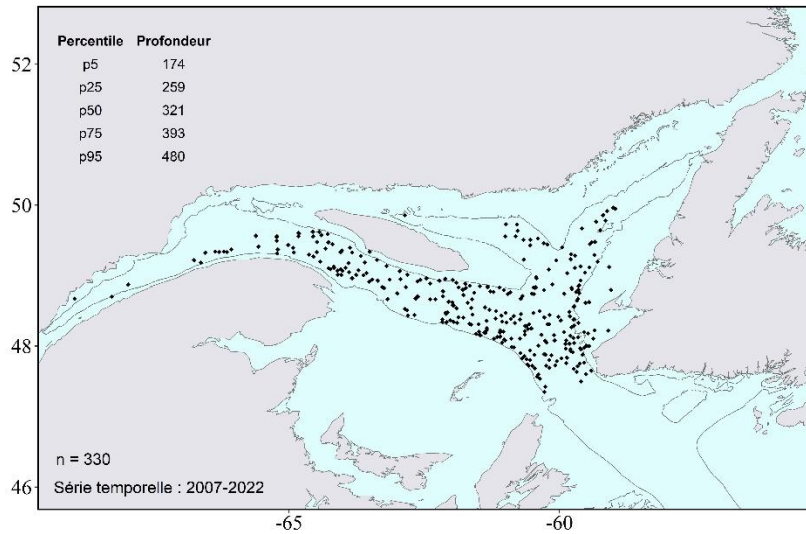 Percentile Profondeur
p5 174
p25 259
p50 321
p75 393
p95 480
n = 330
Série temporelle : 2007-2022
52
50
48
46
-65 -60